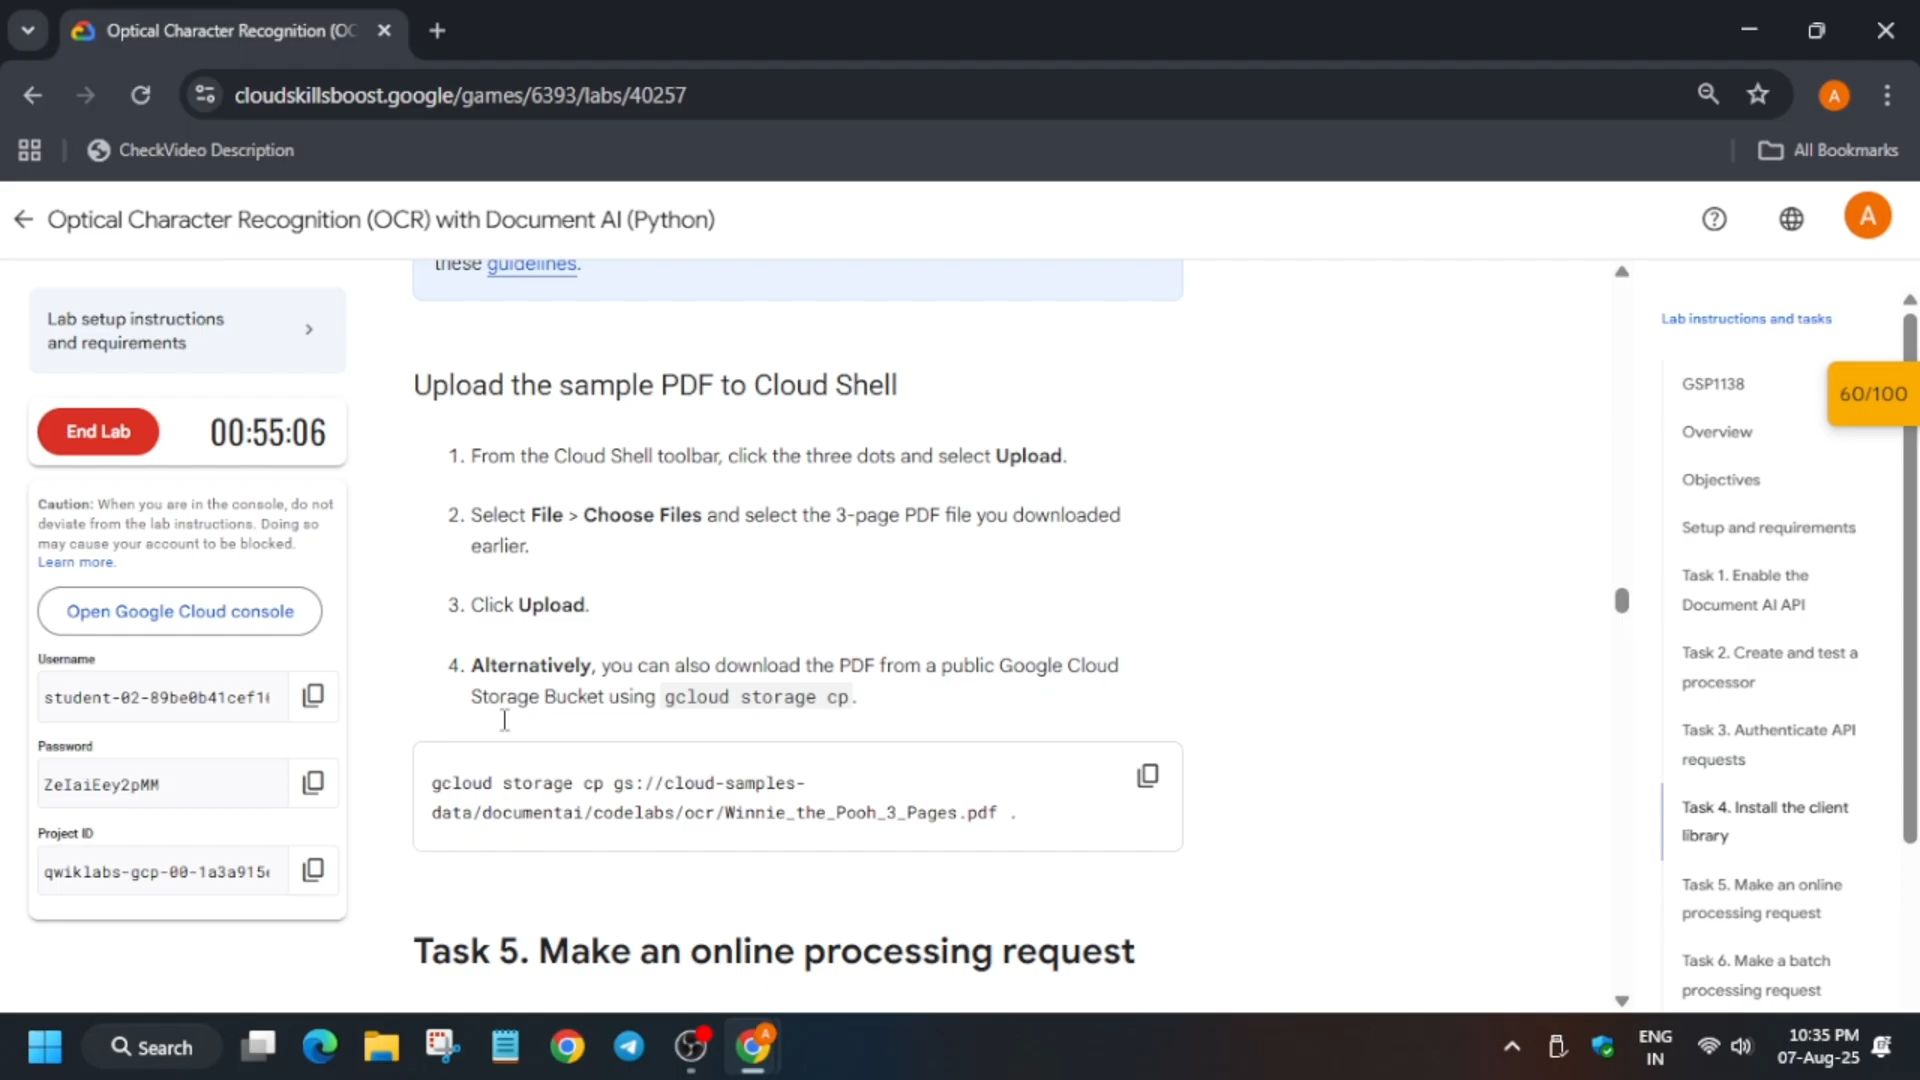 Optical Character Recognition (OC
cloudskillsboost.google/games/6393/labs/40257
A
CheckVideo Description
All Bookmarks
Optical Character Recognition (OCR) with Document AI (Python)
A
Lab setup instructions
and requirements
End Lab
00:55:06
Caution: When you are in the console, do not
deviate from the lab instructions. Doing so
may cause your account to be blocked.
Learn more.
Open Google Cloud console
Username
student-02-89be0b41cef1
Password
ZeIaiEey2pMM
Project ID
qwiklabs-gcp-00-1a3a915
these guidelines.
Upload the sample PDF to Cloud Shell
1. From the Cloud Shell toolbar, click the three dots and select Upload.
2. Select File > Choose Files and select the 3-page PDF file you downloaded
earlier.
3. Click Upload.
4. Alternatively, you can also download the PDF from a public Google Cloud
Storage Bucket using gcloud storage cp.
gcloud storage cp gs://cloud-samples-
data/documentai/codelabs/ocr/Winnie_the_Pooh_3_Pages.pdf .
Task 5. Make an online processing request
Lab instructions and tasks
GSP1138
60/100
Overview
Objectives
Setup and requirements
Task 1. Enable the
Document AI API
Task 2. Create and test a
processor
Task 3. Authenticate API
requests
Task 4. Install the client
library
Task 5. Make an online
processing request
Task 6. Make a batch
processing request
Search
A
ENG
IN
10:35 PM
07-Aug-25